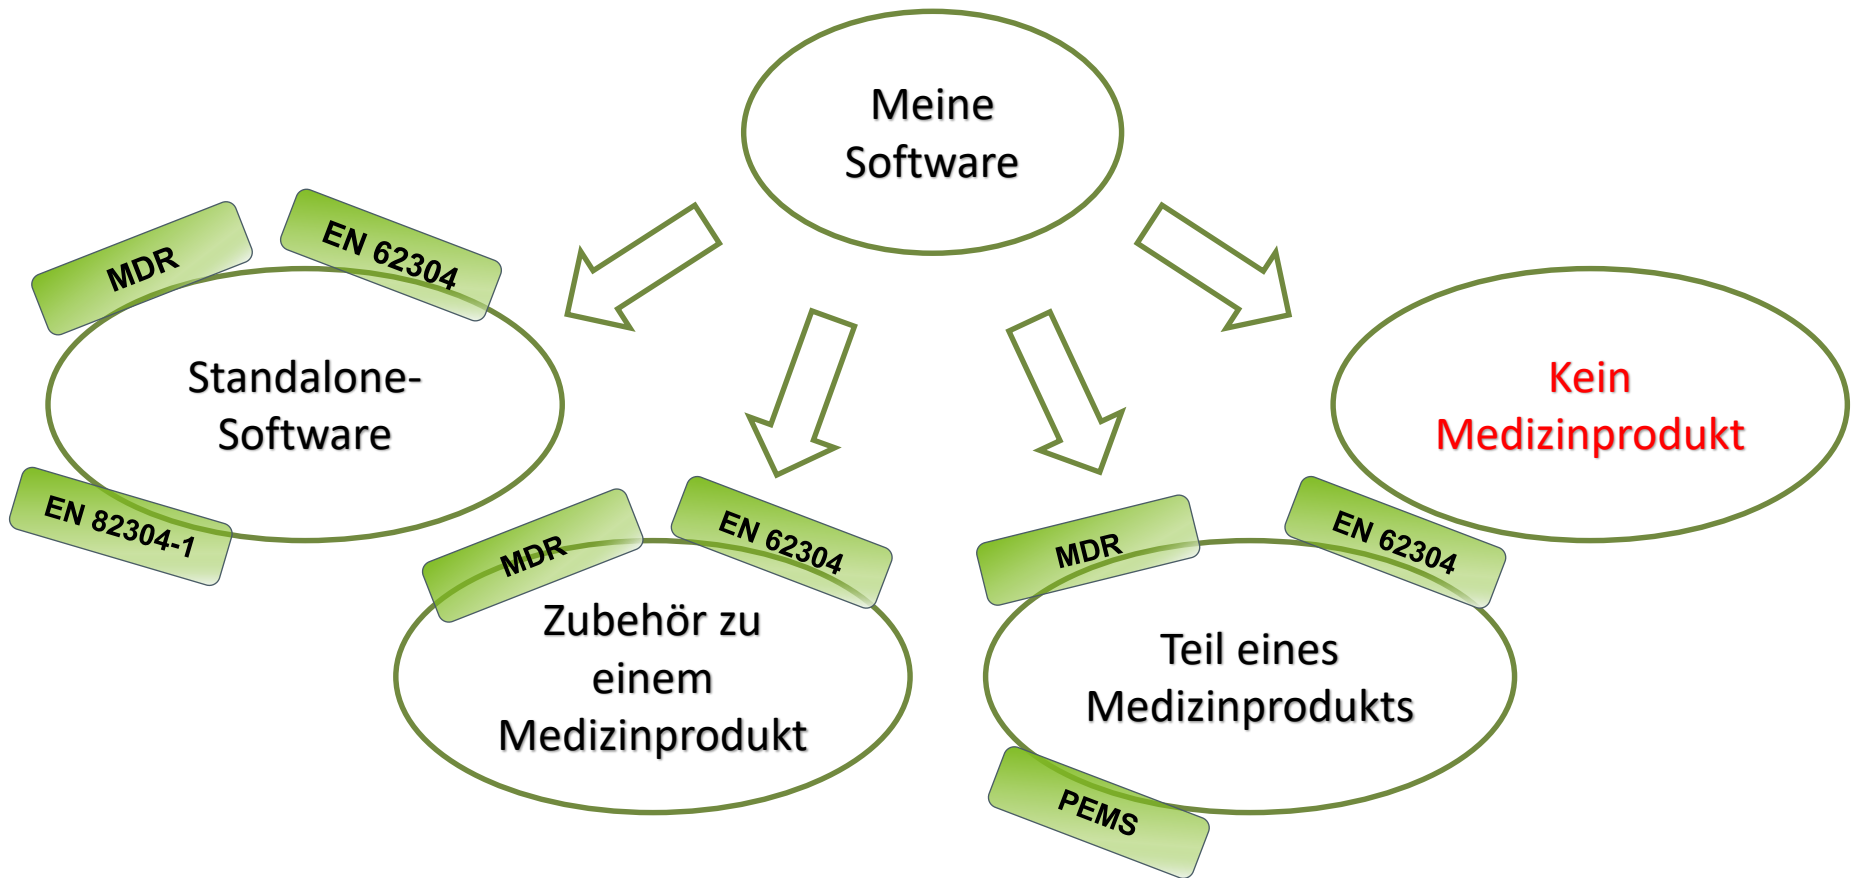 Meine
Software
MDR
EN 62304
Standalone-
Software
EN 82304-1
MDR
EN 62304
Zubehör zu
einem
Medizinprodukt
MDR
EN 62304
Teil eines
Medizinprodukts
PEMS
Kein
Medizinprodukt